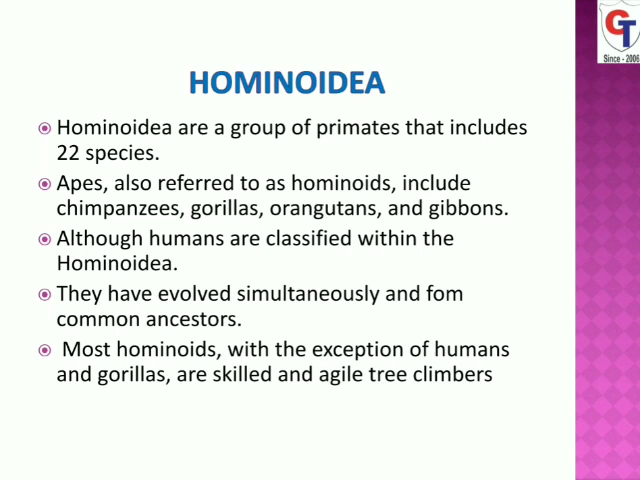 GT
Since - 2006
HOMINOIDEA
Hominoidea are a group of primates that includes
22 species.
Apes, also referred to as hominoids, include
chimpanzees, gorillas, orangutans, and gibbons.
Although humans are classified within the
Hominoidea.
They have evolved simultaneously and fom
common ancestors.
Most hominoids, with the exception of humans
and gorillas, are skilled and agile tree climbers